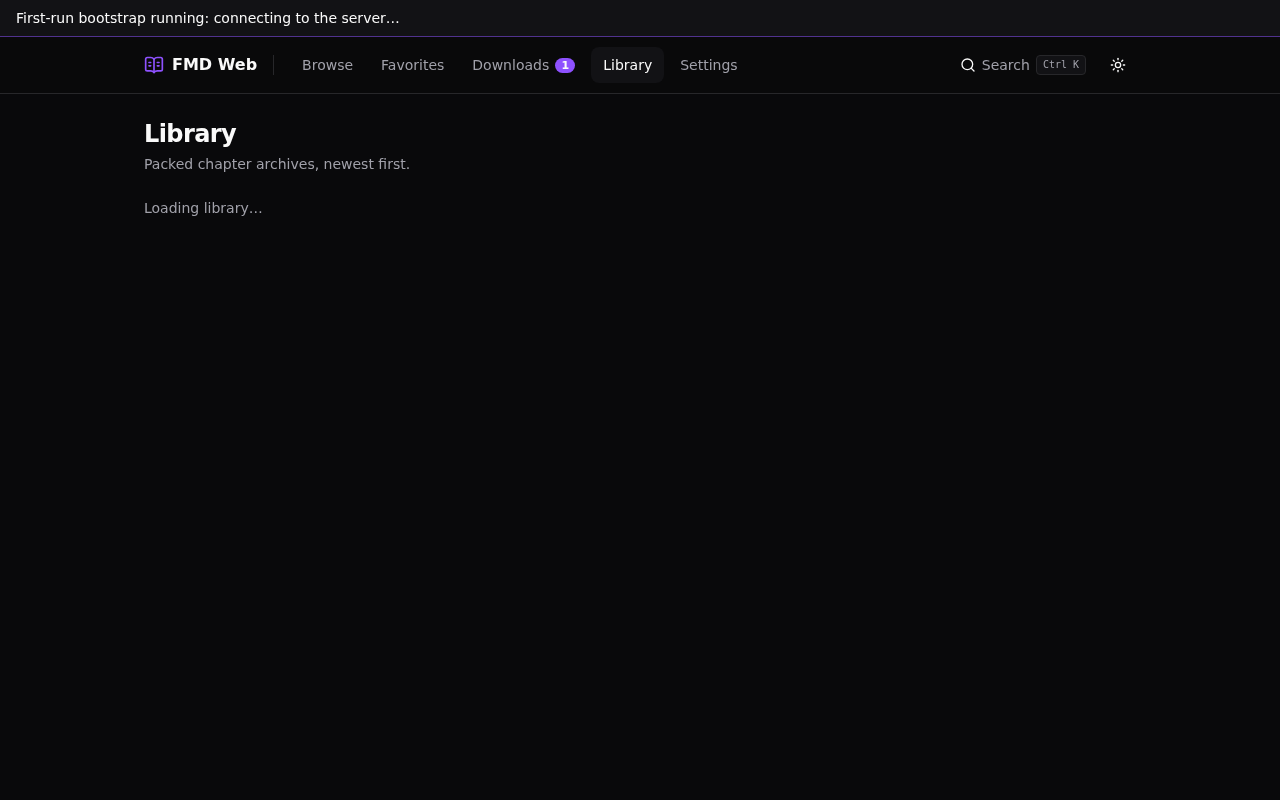 First-run bootstrap running: connecting to the server…
FMD Web Browse Favorites Downloads 1 Library Settings Search Ctrl K
Library
Packed chapter archives, newest first.
Loading library…